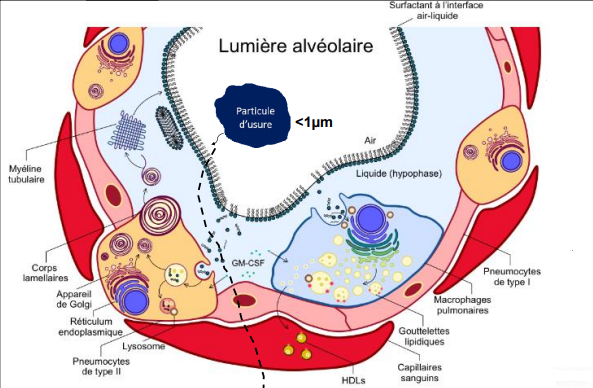 Surfactant à l'interface
air-liquide
Lumière alvéolaire
Particule
d'usure
<1µm
Air
Liquide (hypophase)
Myéline
tubulaire
Corps
lamellaires
Appareil
de Golgi
Réticulum
endoplasmique
Lysosome
Pneumocytes
de type II
GM-CSF
Pneumocytes
de type I
Macrophages
pulmonaires
Gouttelettes
lipidiques
Capillaires
sanguins
HDLs